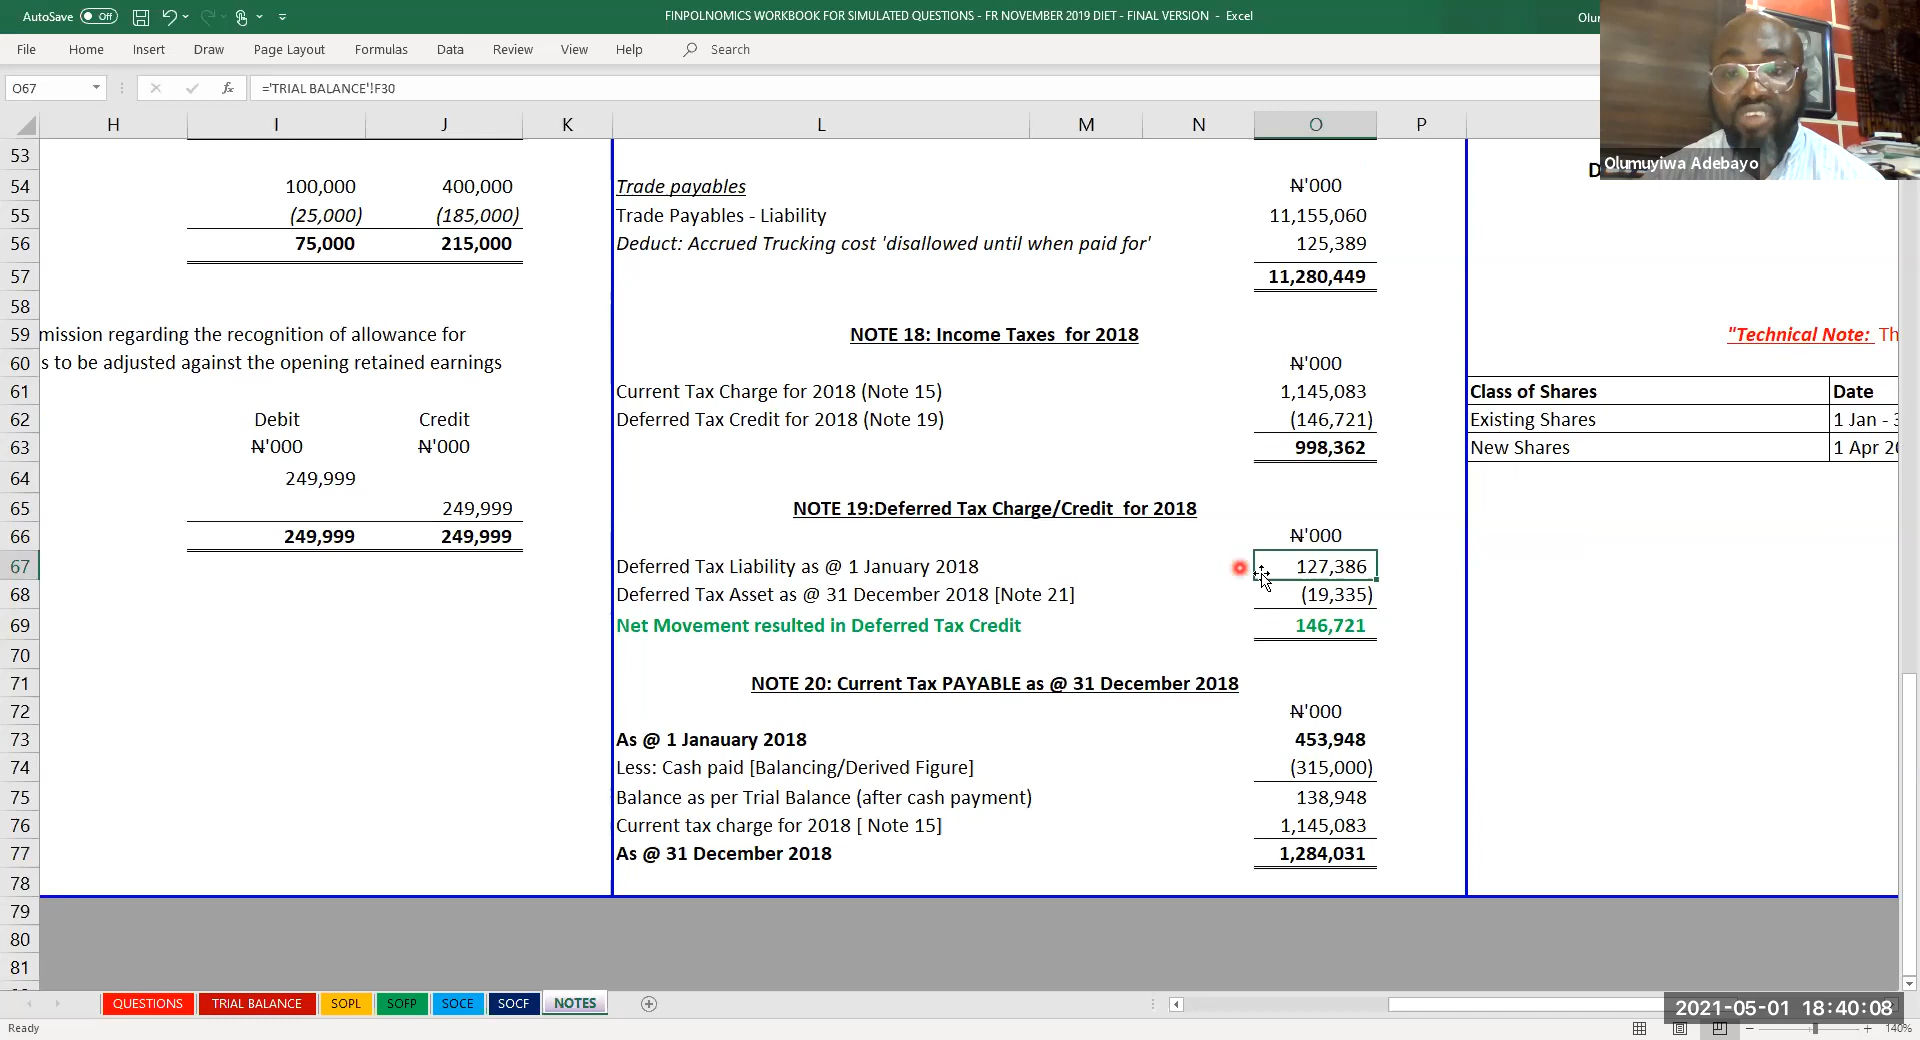 AutoSave Off
FINPOLNOMICS WORKBOOK FOR SIMULATED QUESTIONS - FR NOVEMBER 2019 DIET - FINAL VERSION - Excel
Olu
File Home Insert Draw Page Layout Formulas Data Review View Help Search
O67 fx ='TRIAL BALANCE'!F30
H I J K L M N O P
Olumuyiwa Adebayo
53 D
54 100,000 400,000 Trade payables ₦'000
55 (25,000) (185,000) Trade Payables - Liability 11,155,060
56 75,000 215,000 Deduct: Accrued Trucking cost 'disallowed until when paid for' 125,389
57 11,280,449
58
59 mission regarding the recognition of allowance for NOTE 18: Income Taxes for 2018 "Technical Note: Th
60 s to be adjusted against the opening retained earnings ₦'000
61 Current Tax Charge for 2018 (Note 15) 1,145,083 Class of Shares Date
62 Debit Credit Deferred Tax Credit for 2018 (Note 19) (146,721) Existing Shares 1 Jan - 3
63 ₦'000 ₦'000 998,362 New Shares 1 Apr 20
64 249,999
65 249,999 NOTE 19:Deferred Tax Charge/Credit for 2018
66 249,999 249,999 ₦'000
67 Deferred Tax Liability as @ 1 January 2018 127,386
68 Deferred Tax Asset as @ 31 December 2018 [Note 21] (19,335)
69 Net Movement resulted in Deferred Tax Credit 146,721
70
71 NOTE 20: Current Tax PAYABLE as @ 31 December 2018
72 ₦'000
73 As @ 1 Janauary 2018 453,948
74 Less: Cash paid [Balancing/Derived Figure] (315,000)
75 Balance as per Trial Balance (after cash payment) 138,948
76 Current tax charge for 2018 [ Note 15] 1,145,083
77 As @ 31 December 2018 1,284,031
78
79
80
81
QUESTIONS TRIAL BALANCE SOPL SOFP SOCE SOCF NOTES
2021-05-01 18:40:08
Ready 140%